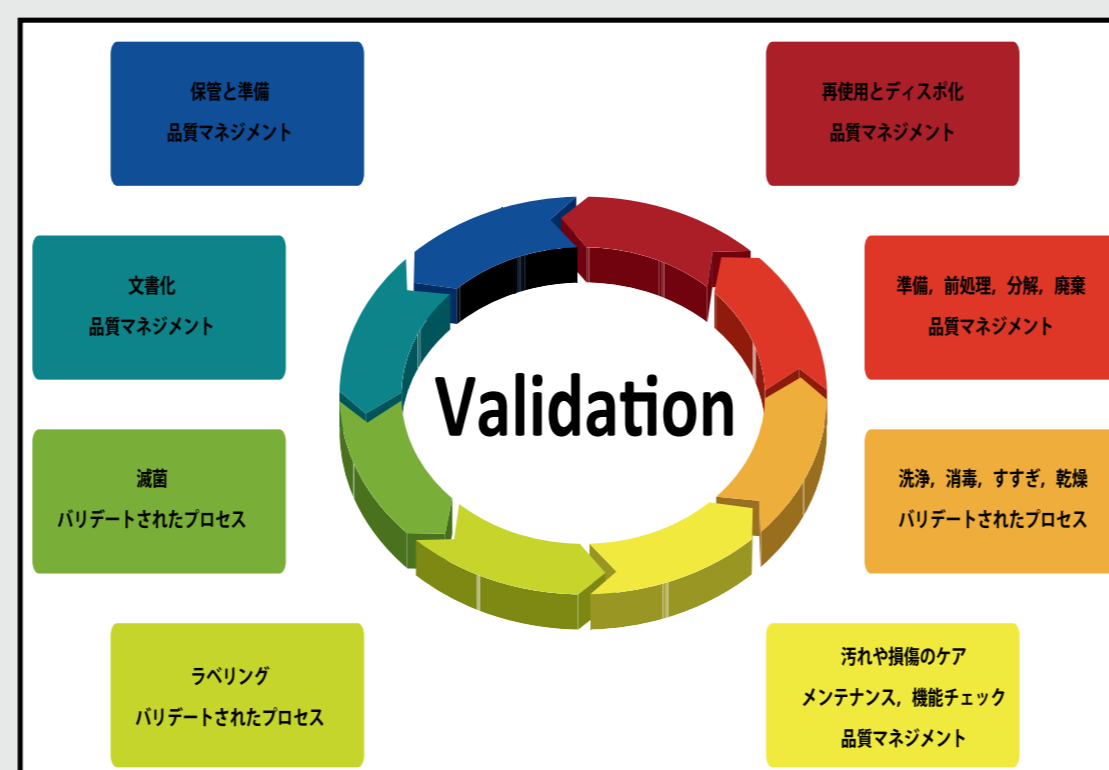 保管と準備
品質マネジメント
再使用とディスポ化
品質マネジメント
文書化
品質マネジメント
準備，前処理，分解，廃棄
品質マネジメント
Validation
滅菌
バリデートされたプロセス
洗浄，消毒，すすぎ，乾燥
バリデートされたプロセス
ラベリング
バリデートされたプロセス
汚れや損傷のケア
メンテナンス，機能チェック
品質マネジメント